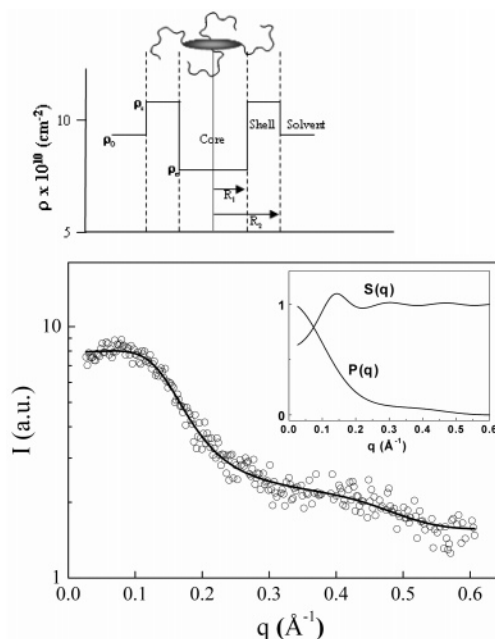 ρ x 10¹⁰ (cm⁻²)
10
5
ρ₀
Core
Shell
Solvent
R₁
R₂
I (a.u.)
10
1
S(q)
P(q)
1
0
0.0 0.1 0.2 0.3 0.4 0.5 0.6
q (Å⁻¹)
0.0 0.1 0.2 0.3 0.4 0.5 0.6
q (Å⁻¹)